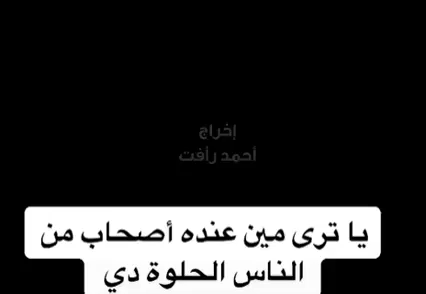 إخراج
أحمد رأفت
يا ترى مين عنده أصحاب من
الناس الحلوة دي